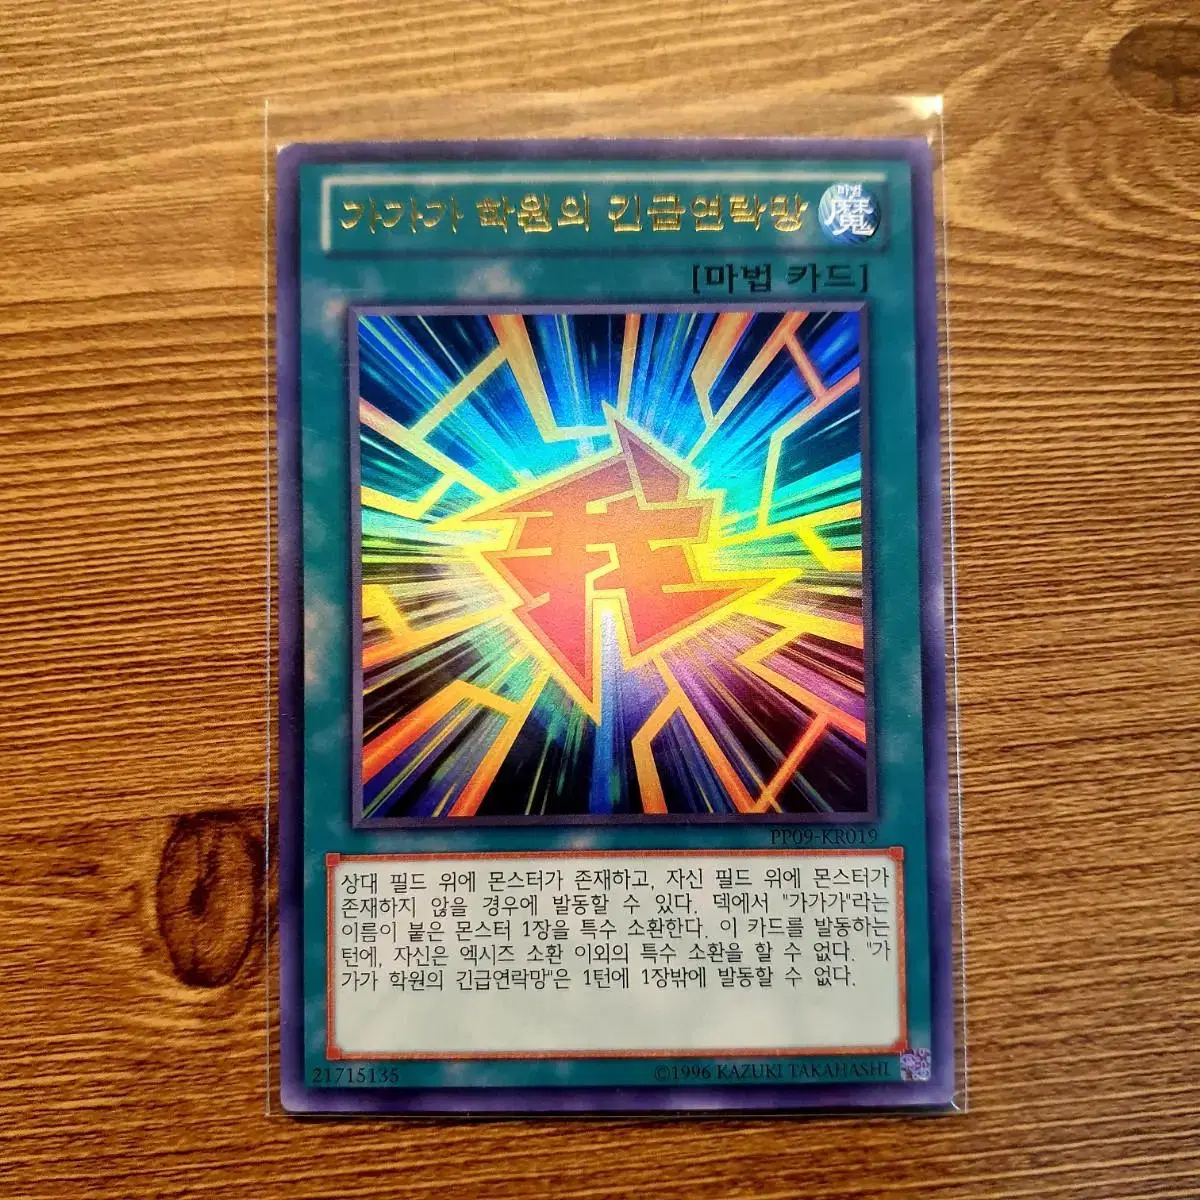 가가가 학원의 긴급연락망
마법
魔
[마법 카드]
我
PP09-KR019
상대 필드 위에 몬스터가 존재하고, 자신 필드 위에 몬스터가
존재하지 않을 경우에 발동할 수 있다. 덱에서 "가가가"라는
이름이 붙은 몬스터 1장을 특수 소환한다. 이 카드를 발동하는
턴에, 자신은 엑시즈 소환 이외의 특수 소환을 할 수 없다. "가
가가 학원의 긴급연락망"은 1턴에 1장밖에 발동할 수 없다.
21715135
©1996 KAZUKI TAKAHASHI